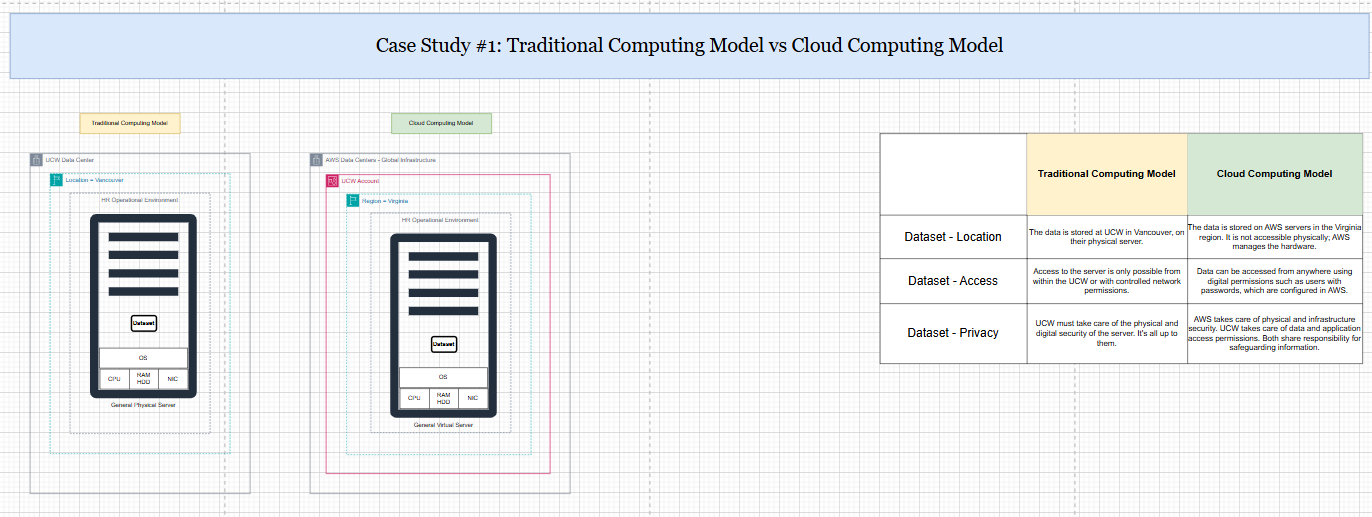 Case Study #1: Traditional Computing Model vs Cloud Computing Model
Traditional Computing Model
Cloud Computing Model
UCW Data Center
Location = Vancouver
HR Operational Environment
Dataset
OS
CPU
RAM
HDD
NIC
General Physical Server
AWS Data Centers - Global Infrastructure
UCW Account
Region = Virginia
HR Operational Environment
Dataset
OS
CPU
RAM
HDD
NIC
General Virtual Server
Traditional Computing Model
Cloud Computing Model
Dataset - Location
The data is stored at UCW in Vancouver, on
their physical server.
The data is stored on AWS servers in the Virginia
region. It is not accessible physically; AWS
manages the hardware.
Dataset - Access
Access to the server is only possible from
within the UCW or with controlled network
permissions.
Data can be accessed from anywhere using
digital permissions such as users with
passwords, which are configured in AWS.
Dataset - Privacy
UCW must take care of the physical and
digital security of the server. It's all up to
them.
AWS takes care of physical and infrastructure
security. UCW takes care of data and application
access permissions. Both share responsibility for
safeguarding information.